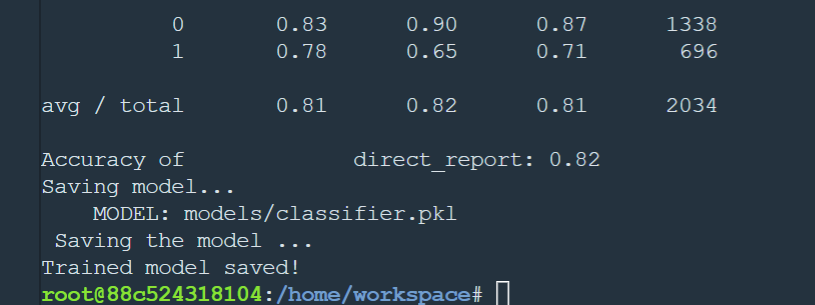 0 0.83 0.90 0.87 1338
1 0.78 0.65 0.71 696
avg / total 0.81 0.82 0.81 2034
Accuracy of direct_report: 0.82
Saving model...
MODEL: models/classifier.pkl
Saving the model ...
Trained model saved!
root@88c524318104:/home/workspace#